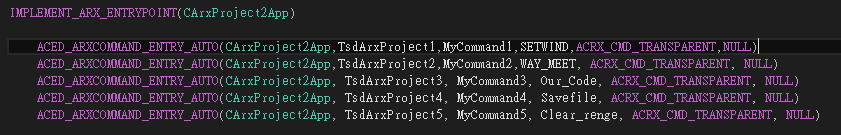 IMPLEMENT_ARX_ENTRYPOINT(CArxProject2App)
ACED_ARXCOMMAND_ENTRY_AUTO(CArxProject2App,TsdArxProject1,MyCommand1,SETWIND,ACRX_CMD_TRANSPARENT,NULL)
ACED_ARXCOMMAND_ENTRY_AUTO(CArxProject2App,TsdArxProject2,MyCommand2,WAY_MEET, ACRX_CMD_TRANSPARENT, NULL)
ACED_ARXCOMMAND_ENTRY_AUTO(CArxProject2App, TsdArxProject3, MyCommand3, Our_Code, ACRX_CMD_TRANSPARENT, NULL)
ACED_ARXCOMMAND_ENTRY_AUTO(CArxProject2App, TsdArxProject4, MyCommand4, Savefile, ACRX_CMD_TRANSPARENT, NULL)
ACED_ARXCOMMAND_ENTRY_AUTO(CArxProject2App, TsdArxProject5, MyCommand5, Clear_renge, ACRX_CMD_TRANSPARENT, NULL)